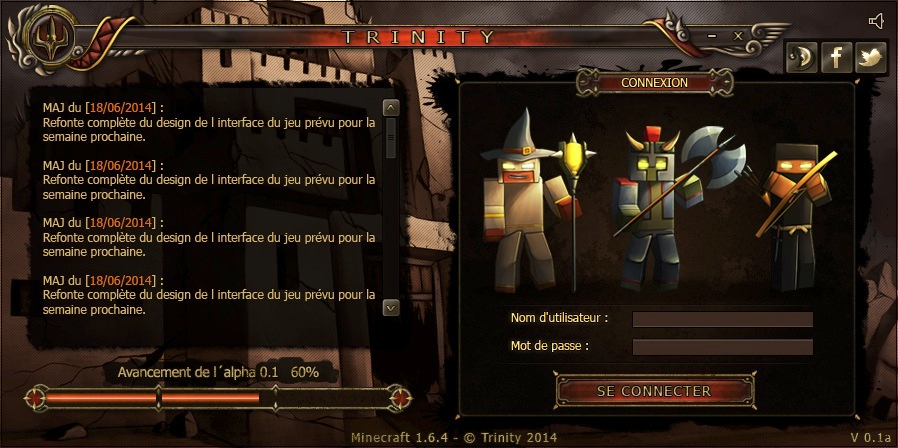 TRINITY
CONNEXION
MAJ du [18/06/2014] :
Refonte complète du design de l interface du jeu prévu pour la
semaine prochaine.
MAJ du [18/06/2014] :
Refonte complète du design de l interface du jeu prévu pour la
semaine prochaine.
MAJ du [18/06/2014] :
Refonte complète du design de l interface du jeu prévu pour la
semaine prochaine.
MAJ du [18/06/2014] :
Refonte complète du design de l interface du jeu prévu pour la
semaine prochaine.
Avancement de l´alpha 0.1 60%
Nom d'utilisateur :
Mot de passe :
SE CONNECTER
Minecraft 1.6.4 - © Trinity 2014
V 0.1a